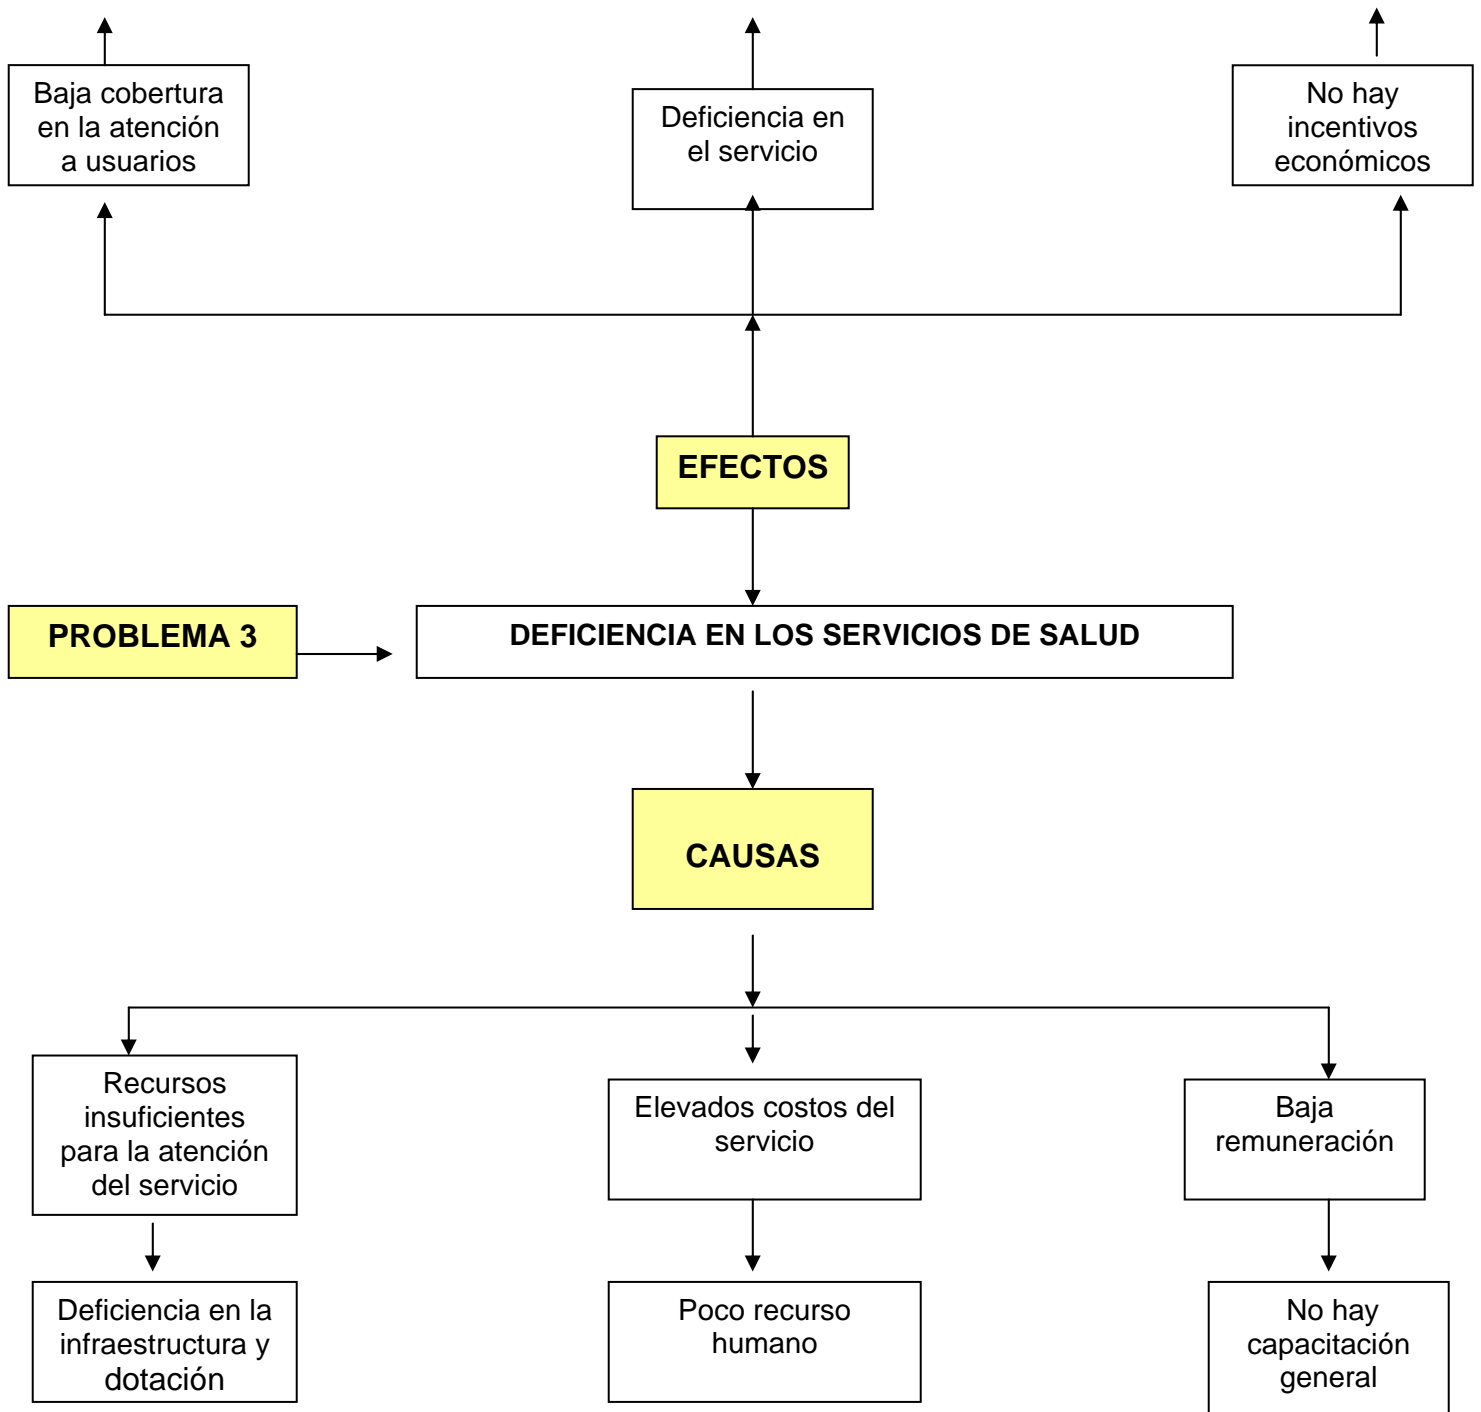 Baja cobertura
en la atención
a usuarios
Deficiencia en
el servicio
No hay
incentivos
económicos
EFECTOS
PROBLEMA 3
DEFICIENCIA EN LOS SERVICIOS DE SALUD
CAUSAS
Recursos
insuficientes
para la atención
del servicio
Elevados costos del
servicio
Baja
remuneración
Deficiencia en la
infraestructura y
dotación
Poco recurso
humano
No hay
capacitación
general